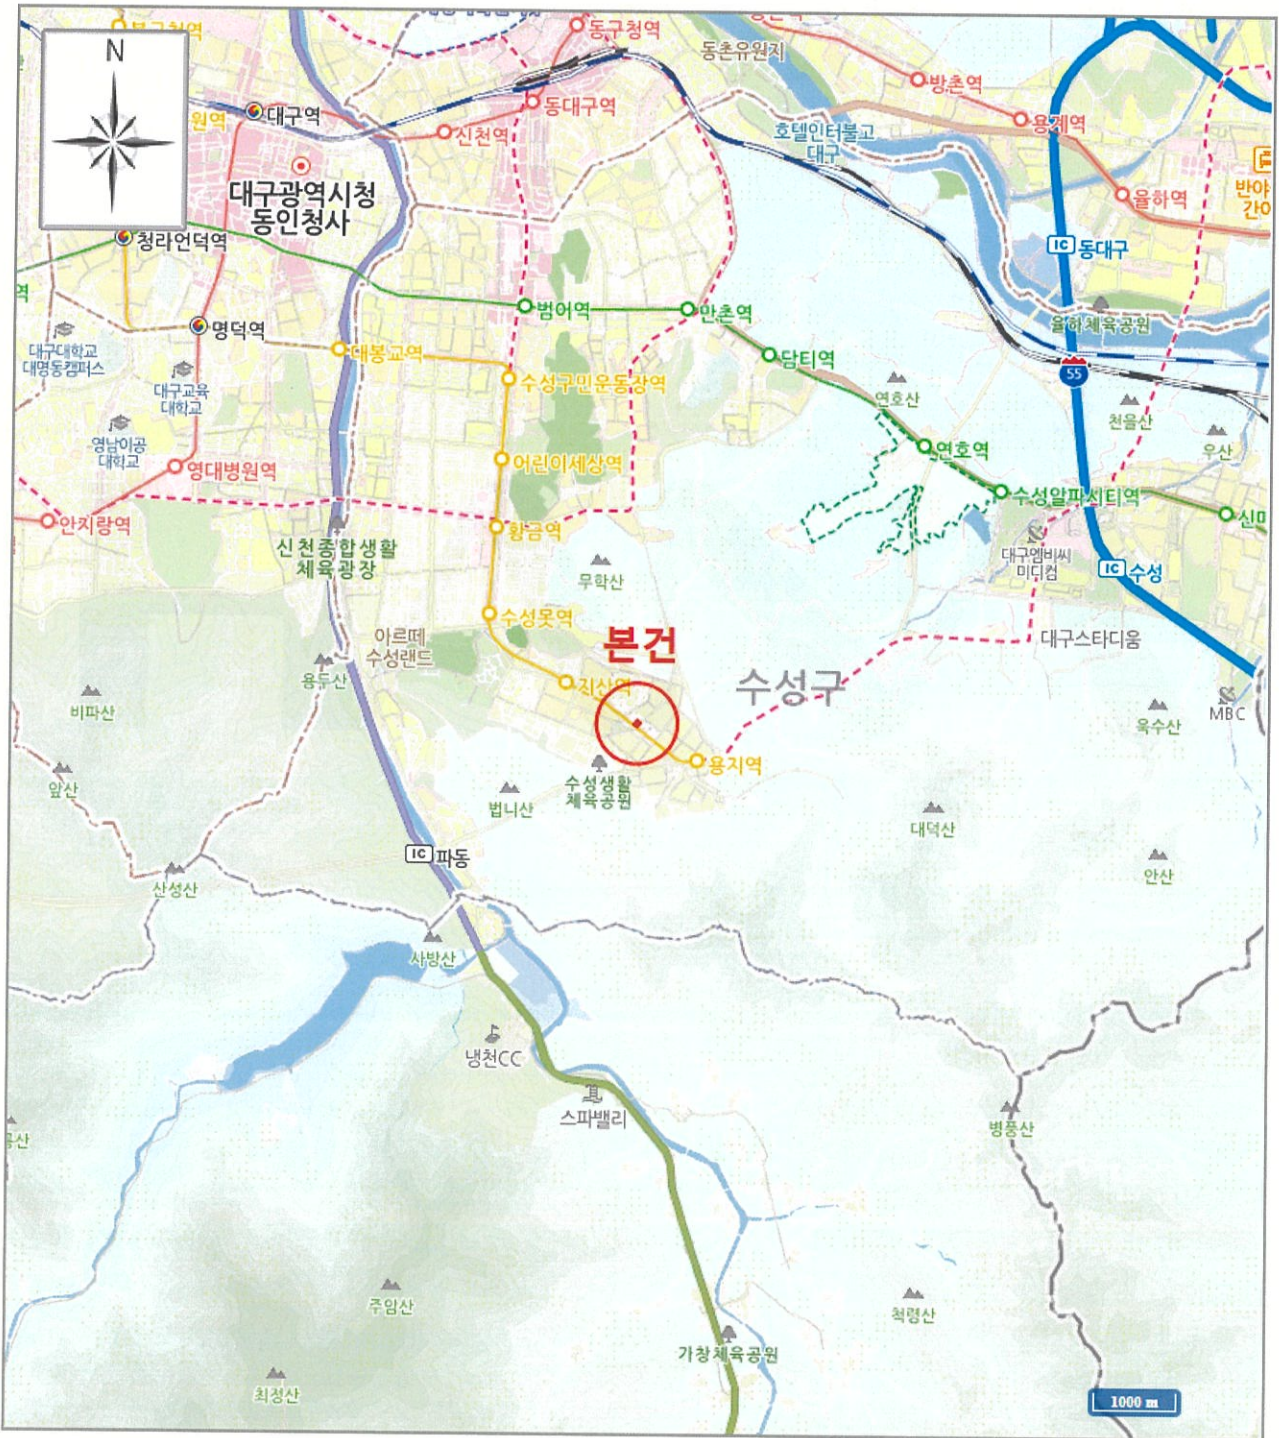 동구청역
동촌유원지
방촌역
N
대구역
원역
동대구역
신천역
용계역
호텔인터불고
대구
대구광역시청
동인청사
율하역
반야
간이
청라언덕역
IC 동대구
역
범어역
만촌역
명덕역
율하체육공원
대구대학교
대명동캠퍼스
대봉교역
담티역
55
대구교육
대학교
수성구민운동장역
연호산
천을산
영남이공
대학교
우산
연호역
어린이세상역
영대병원역
수성알파시티역
안지랑역
황금역
신천종합생활
체육광장
대구엠비씨
미디컴
IC 수성
무학산
수성못역
아르떼
수성랜드
본건
대구스타디움
용두산
지산역
수성구
비파산
욱수산
MBC
용지역
앞산
수성생활
체육공원
법니산
대덕산
IC 파동
안산
산성산
사방산
냉천CC
스파밸리
병풍산
주암산
척령산
가창체육공원
최정산
1000 m